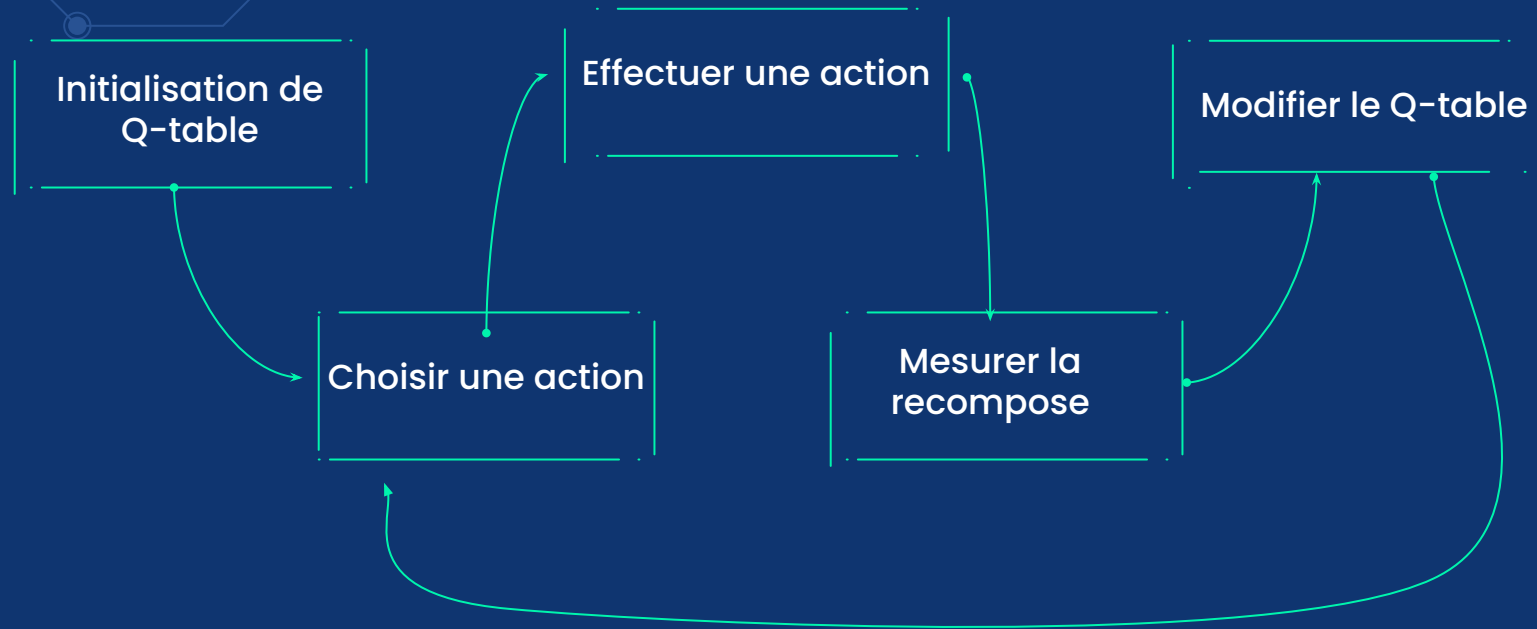 Initialisation de
Q-table
Effectuer une action
Modifier le Q-table
Choisir une action
Mesurer la
recompose